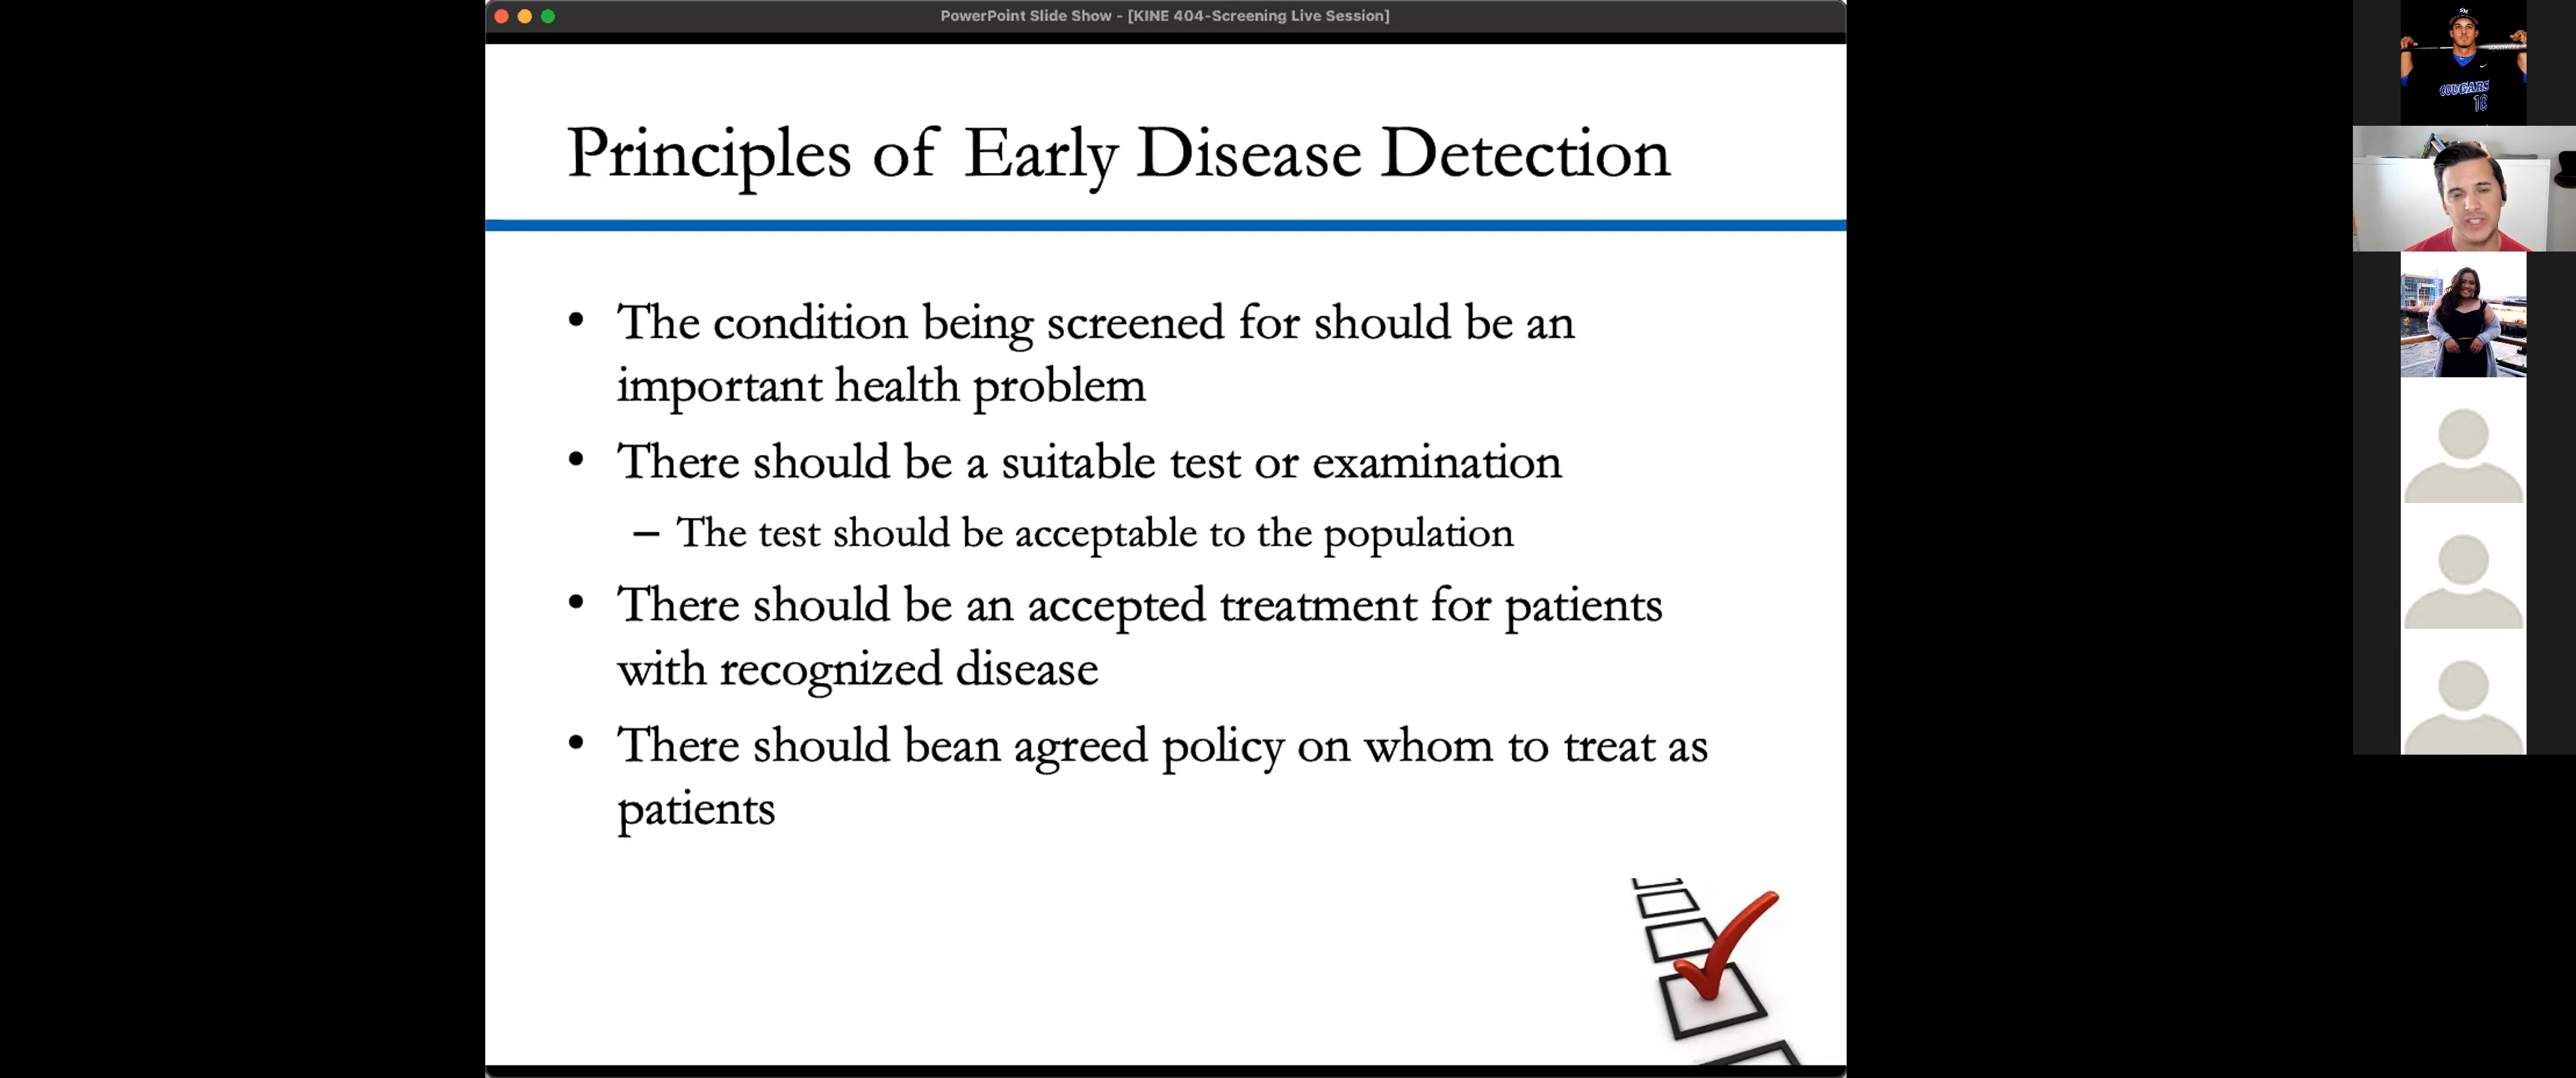 PowerPoint Slide Show - [KINE 404-Screening Live Session]
Principles of Early Disease Detection
• The condition being screened for should be an
important health problem
• There should be a suitable test or examination
– The test should be acceptable to the population
• There should be an accepted treatment for patients
with recognized disease
• There should bean agreed policy on whom to treat as
patients
SM
COUGARS